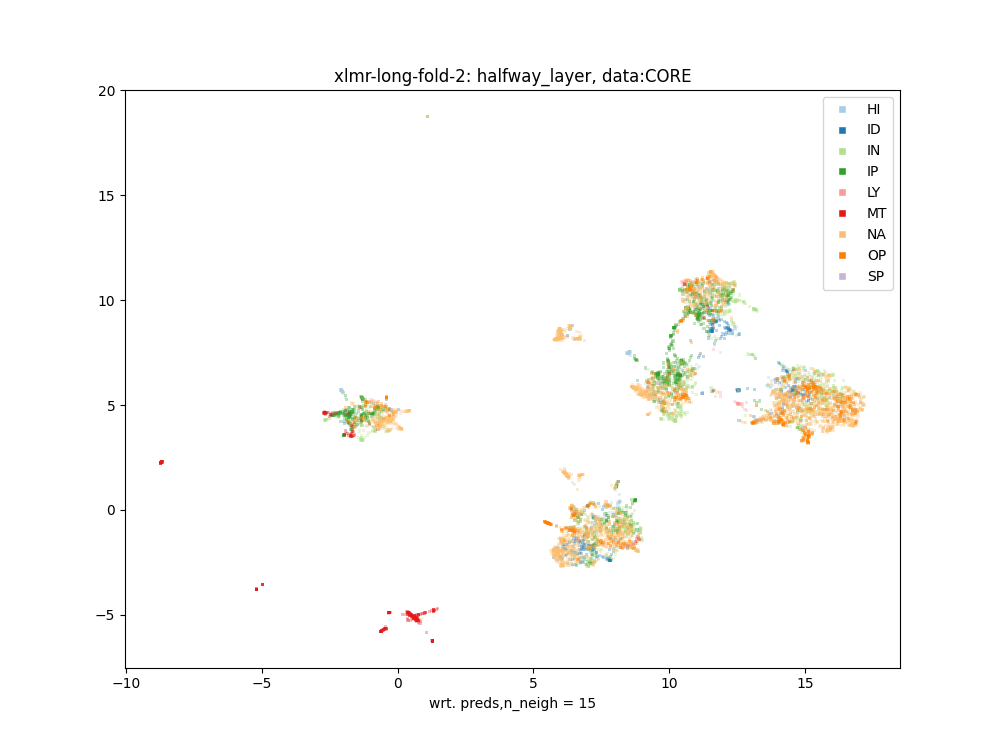 xlmr-long-fold-2: halfway_layer, data:CORE
20
15
10
5
0
−5
−10
−5
0
5
10
15
wrt. preds,n_neigh = 15
HI
ID
IN
IP
LY
MT
NA
OP
SP